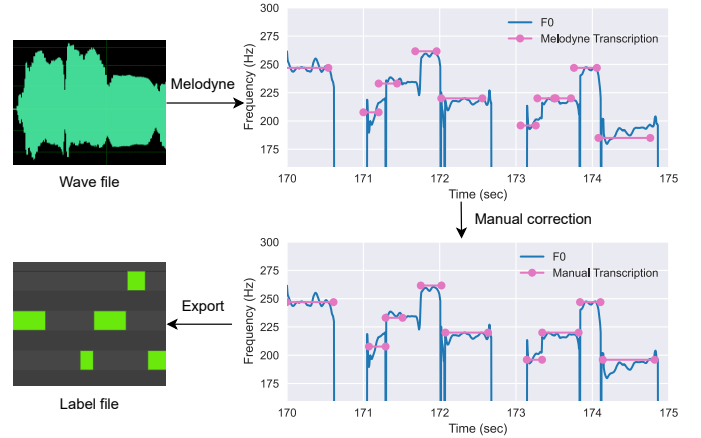 Wave file
Melodyne
300
275
250
225
200
175
Frequency (Hz)
F0
Melodyne Transcription
170
171
172
173
174
175
Time (sec)
Manual correction
300
275
250
225
200
175
Frequency (Hz)
F0
Manual Transcription
170
171
172
173
174
175
Time (sec)
Export
Label file